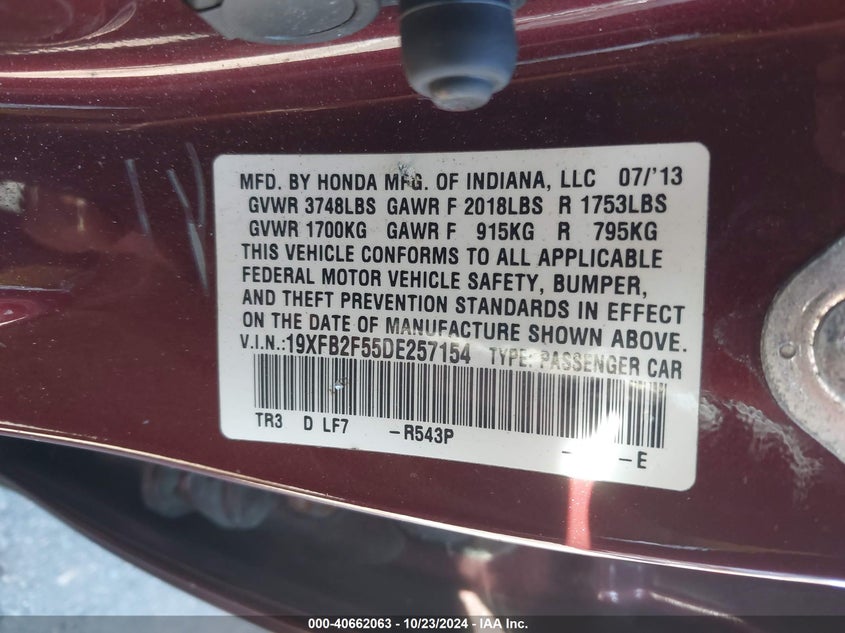 MFD. BY HONDA MFG. OF INDIANA, LLC 07/'13
GVWR 3748LBS GAWR F 2018LBS R 1753LBS
GVWR 1700KG GAWR F 915KG R 795KG
THIS VEHICLE CONFORMS TO ALL APPLICABLE
FEDERAL MOTOR VEHICLE SAFETY, BUMPER,
AND THEFT PREVENTION STANDARDS IN EFFECT
ON THE DATE OF MANUFACTURE SHOWN ABOVE.
V.I.N.:19XFB2F55DE257154 TYPE: PASSENGER CAR
TR3 D LF7 -R543P - -E
000-40662063 - 10/23/2024 - IAA Inc.